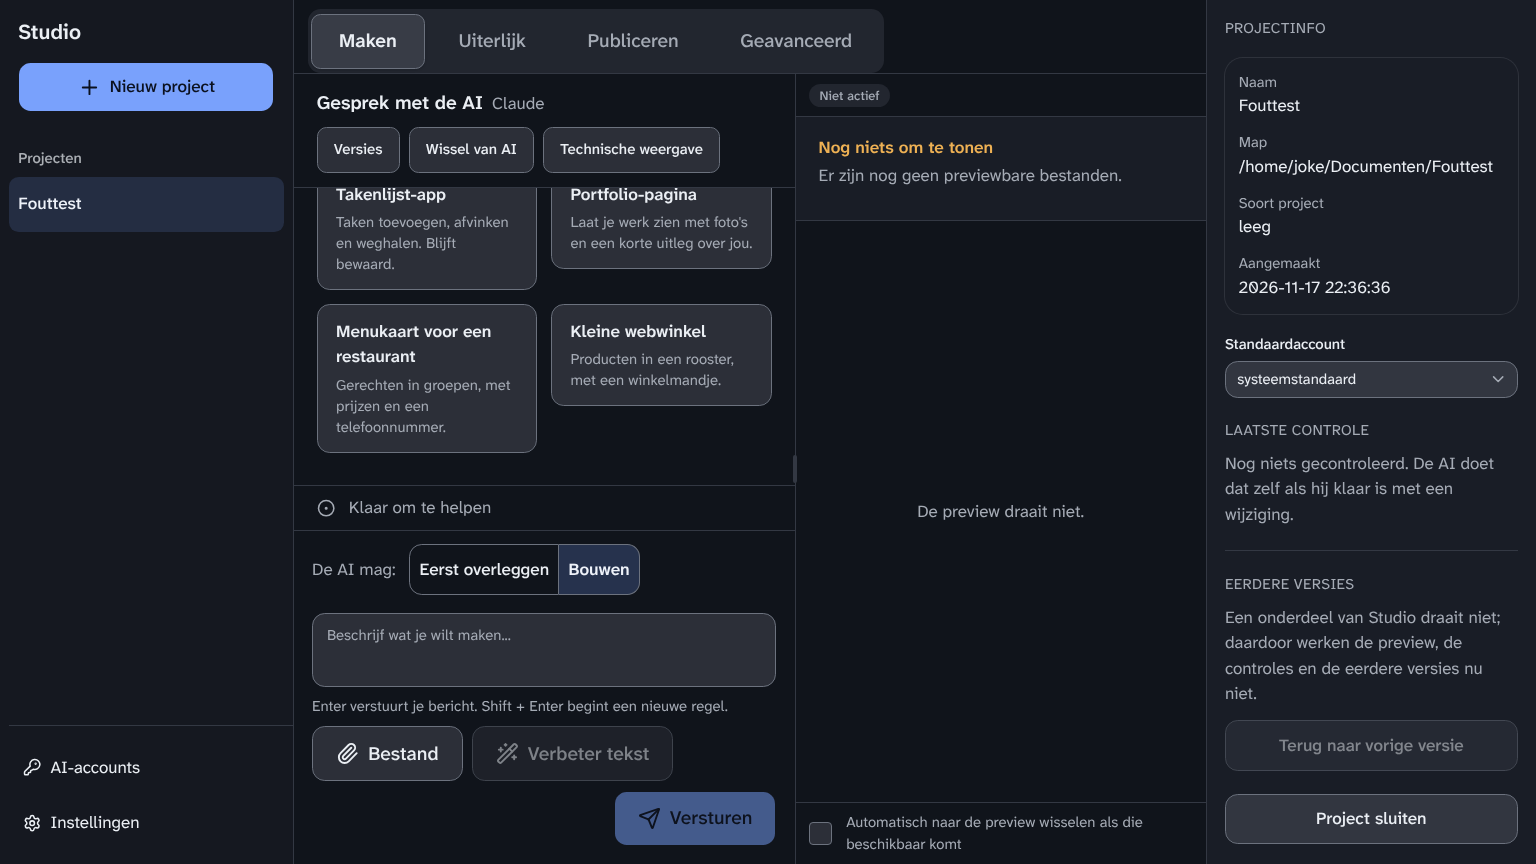 Studio
Nieuw project
Projecten
Fouttest
AI-accounts
Instellingen
Maken
Uiterlijk
Publiceren
Geavanceerd
Gesprek met de AI Claude
Versies
Wissel van AI
Technische weergave
Takenlijst-app
Taken toevoegen, afvinken
en weghalen. Blijft
bewaard.
Portfolio-pagina
Laat je werk zien met foto's
en een korte uitleg over jou.
Menukaart voor een
restaurant
Gerechten in groepen, met
prijzen en een
telefoonnummer.
Kleine webwinkel
Producten in een rooster,
met een winkelmandje.
Klaar om te helpen
De AI mag:
Eerst overleggen
Bouwen
Beschrijf wat je wilt maken...
Enter verstuurt je bericht. Shift + Enter begint een nieuwe regel.
Bestand
Verbeter tekst
Versturen
Niet actief
Nog niets om te tonen
Er zijn nog geen previewbare bestanden.
De preview draait niet.
Automatisch naar de preview wisselen als die
beschikbaar komt
PROJECTINFO
Naam
Fouttest
Map
/home/joke/Documenten/Fouttest
Soort project
leeg
Aangemaakt
2026-11-17 22:36:36
Standaardaccount
systeemstandaard
LAATSTE CONTROLE
Nog niets gecontroleerd. De AI doet
dat zelf als hij klaar is met een
wijziging.
EERDERE VERSIES
Een onderdeel van Studio draait niet;
daardoor werken de preview, de
controles en de eerdere versies nu
niet.
Terug naar vorige versie
Project sluiten